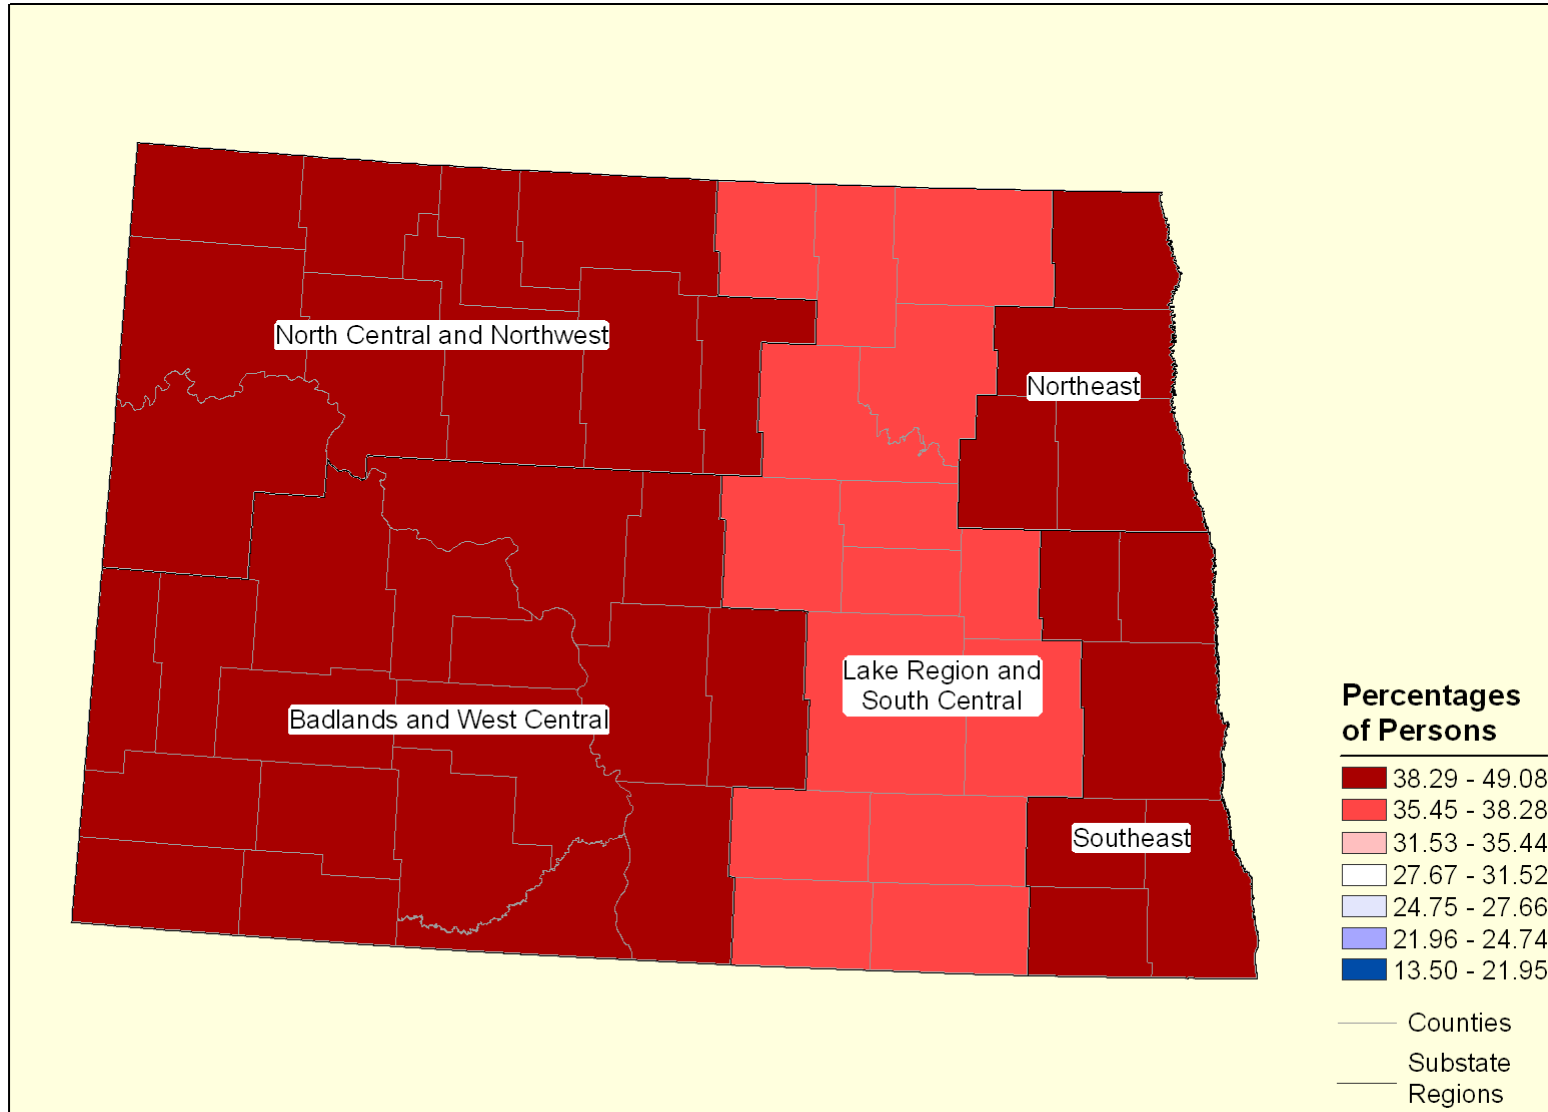 North Central and Northwest
Northeast
Lake Region and
South Central
Badlands and West Central
Southeast
Percentages
of Persons
38.29 - 49.08
35.45 - 38.28
31.53 - 35.44
27.67 - 31.52
24.75 - 27.66
21.96 - 24.74
13.50 - 21.95
Counties
Substate
Regions